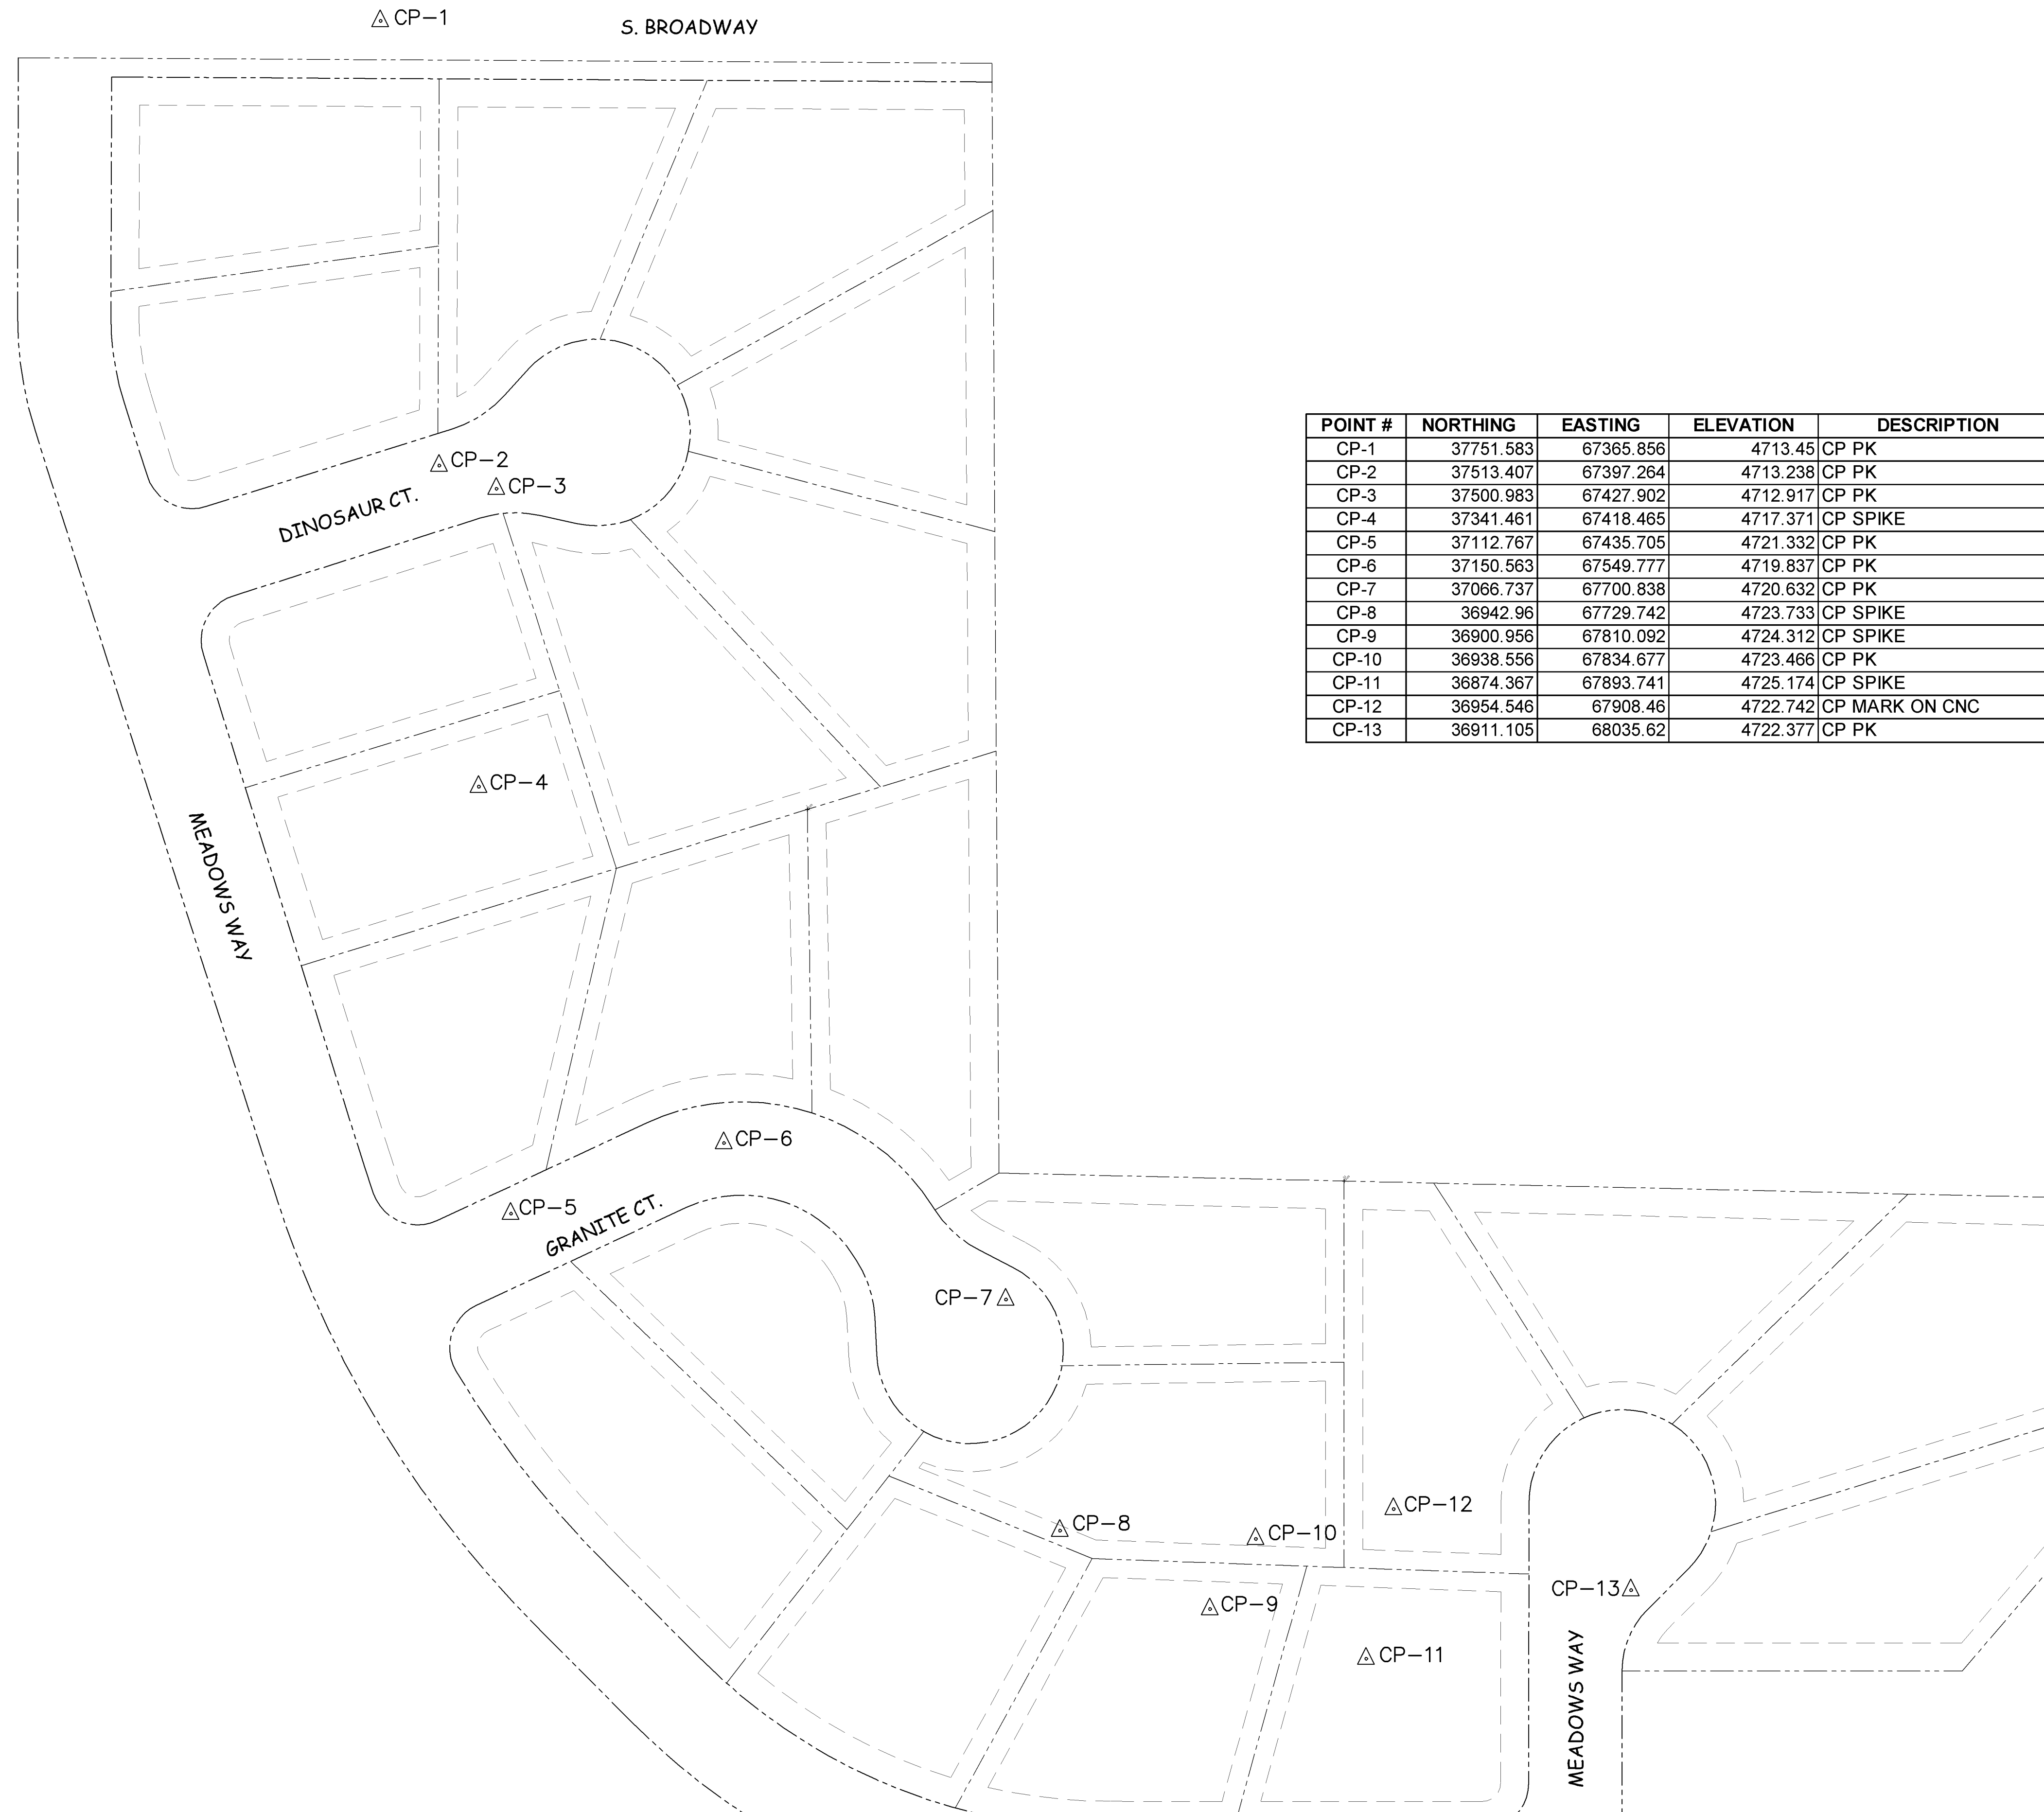 CP-1
S. BROADWAY
CP-2
CP-3
DINOSAUR CT.
POINT # NORTHING EASTING ELEVATION DESCRIPTION
CP-1 37751.583 67365.856 4713.45 CP PK
CP-2 37513.407 67397.264 4713.238 CP PK
CP-3 37500.983 67427.902 4712.917 CP PK
CP-4 37341.461 67418.465 4717.371 CP SPIKE
CP-5 37112.767 67435.705 4721.332 CP PK
CP-6 37150.563 67549.777 4719.837 CP PK
CP-7 37066.737 67700.838 4720.632 CP PK
CP-8 36942.96 67729.742 4723.733 CP SPIKE
CP-9 36900.956 67810.092 4724.312 CP SPIKE
CP-10 36938.556 67834.677 4723.466 CP PK
CP-11 36874.367 67893.741 4725.174 CP SPIKE
CP-12 36954.546 67908.46 4722.742 CP MARK ON CNC
CP-13 36911.105 68035.62 4722.377 CP PK
CP-4
MEADOWS WAY
CP-6
CP-5
GRANITE CT.
CP-7
CP-12
CP-8
CP-10
CP-13
CP-9
CP-11
MEADOWS WAY